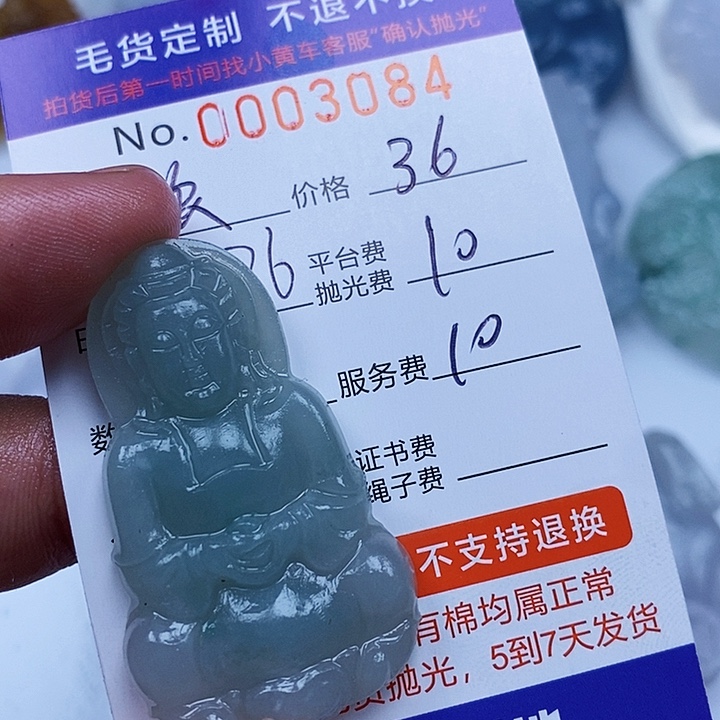 毛货定制 不退不换
拍货后第一时间找小黄车客服"确认抛光"
No. 0003084
价格 36
平台费
抛光费 10
服务费 10
数
证书费
绳子费
不支持退换
有棉均属正常
抛光，5到7天发货